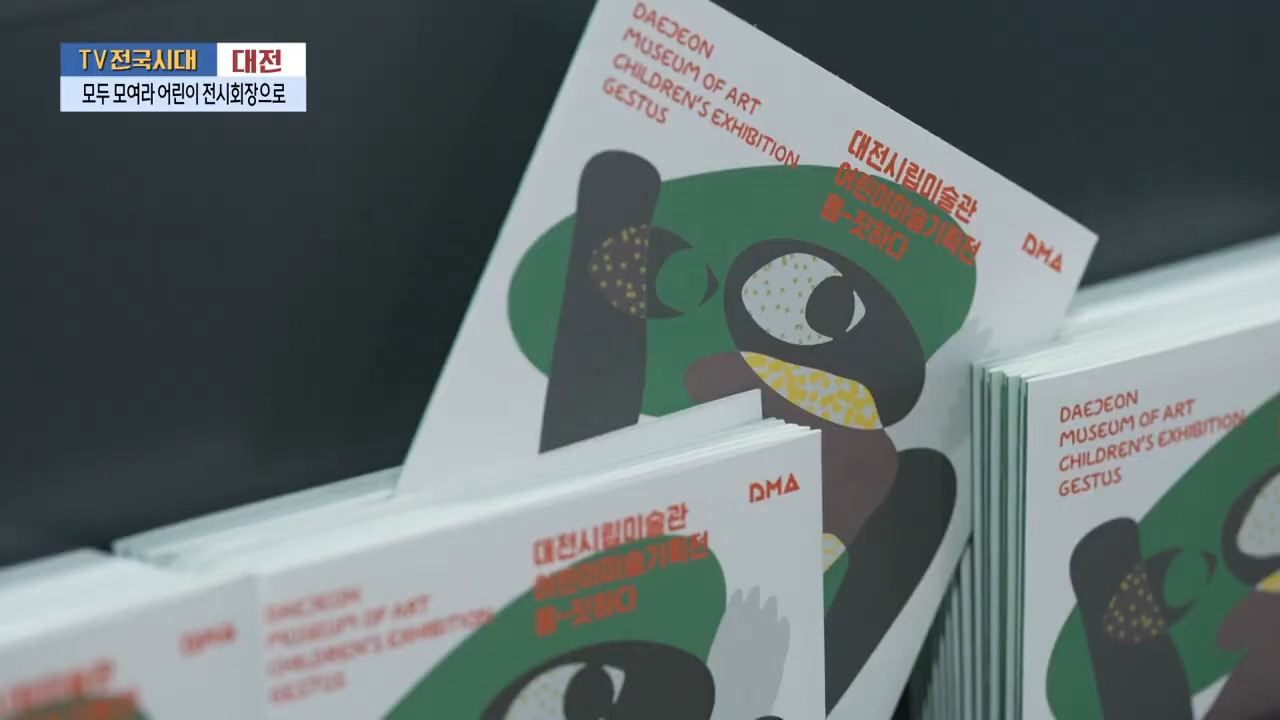 TV전국시대 대전
모두 모여라 어린이 전시회장으로
DAEJEON
MUSEUM OF ART
CHILDREN'S EXHIBITION
GESTUS
대전시립미술관
어린이미술기획전
몸~짓하다
DMA
DMA
대전시립미술관
어린이미술기획전
몸~짓하다
DAEJEON
MUSEUM OF ART
CHILDREN'S EXHIBITION
GESTUS
DAEJEON
MUSEUM OF ART
CHILDREN'S EXHIBITION
GESTUS
DMA